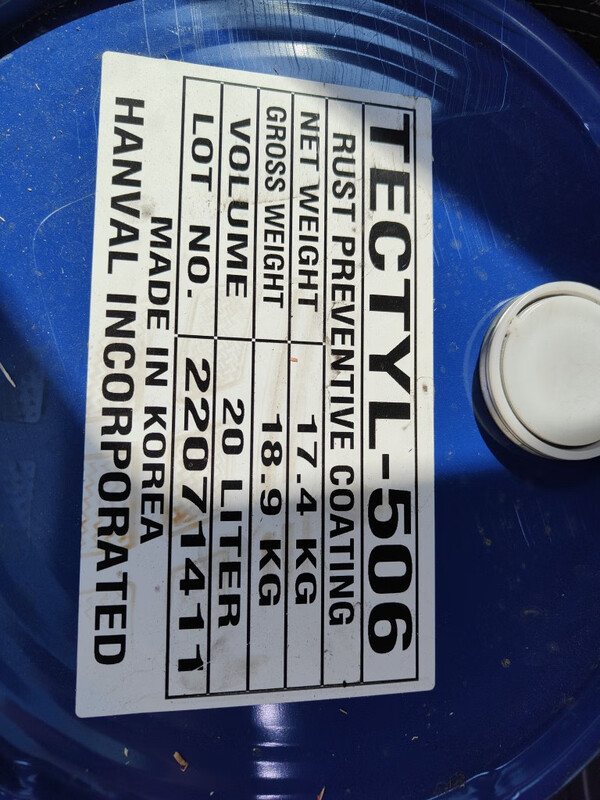 TECTYL-506
RUST PREVENTIVE COATING
NET WEIGHT 17.4 KG
GROSS WEIGHT 18.9 KG
VOLUME 20 LITER
LOT NO. 22071411
MADE IN KOREA
HANVAL INCORPORATED